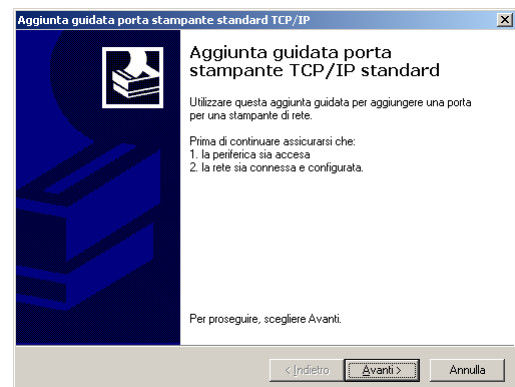 Aggiunta guidata porta stampante standard TCP/IP
Aggiunta guidata porta
stampante TCP/IP standard
Utilizzare questa aggiunta guidata per aggiungere una porta
per una stampante di rete.
Prima di continuare assicurarsi che:
1. la periferica sia accesa
2. la rete sia connessa e configurata.
Per proseguire, scegliere Avanti.
< Indietro Avanti > Annulla